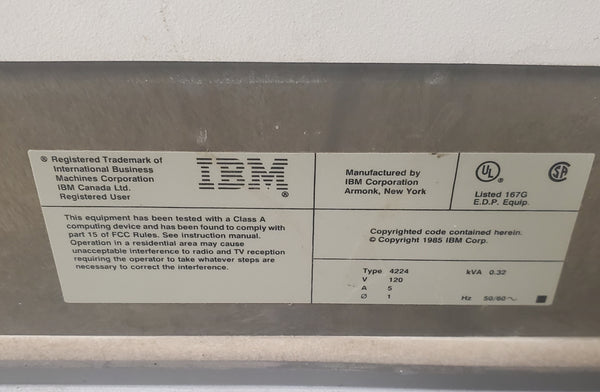 ® Registered Trademark of
International Business
Machines Corporation
IBM Canada Ltd.
Registered User
IBM®
Manufactured by
IBM Corporation
Armonk, New York
UL ®
Listed 167G
E.D.P. Equip.
SA
This equipment has been tested with a Class A
computing device and has been found to comply with
part 15 of FCC Rules. See instruction manual.
Operation in a residential area may cause
unacceptable interference to radio and TV reception
requiring the operator to take whatever steps are
necessary to correct the interference.
Copyrighted code contained herein.
© Copyright 1985 IBM Corp.
Type 4224 kVA 0.32
V 120
A 5
Ø 1 Hz 50/60 ~